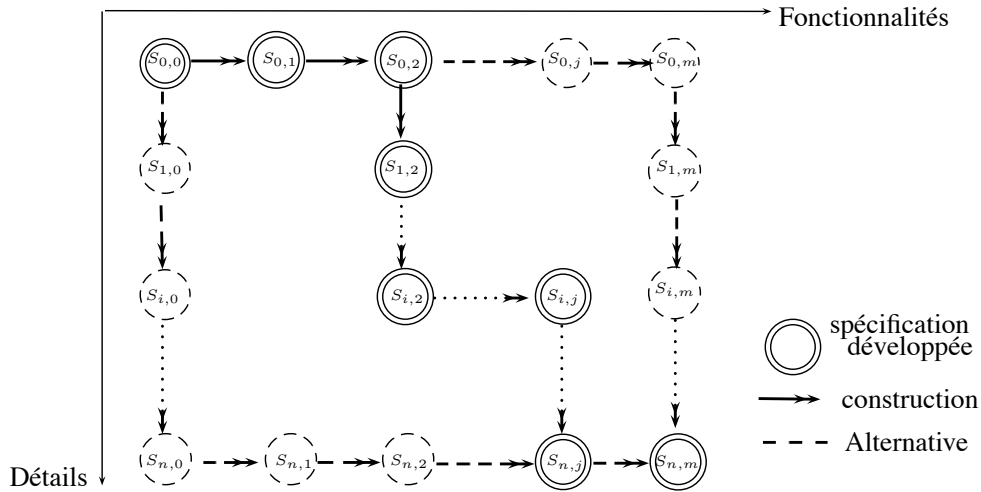 Fonctionnalités
S0,0 S0,1 S0,2 S0,j S0,m
S1,0 S1,2 S1,m
Si,0 Si,2 Si,j Si,m
spécification
développée
construction
Alternative
Sn,0 Sn,1 Sn,2 Sn,j Sn,m
Détails